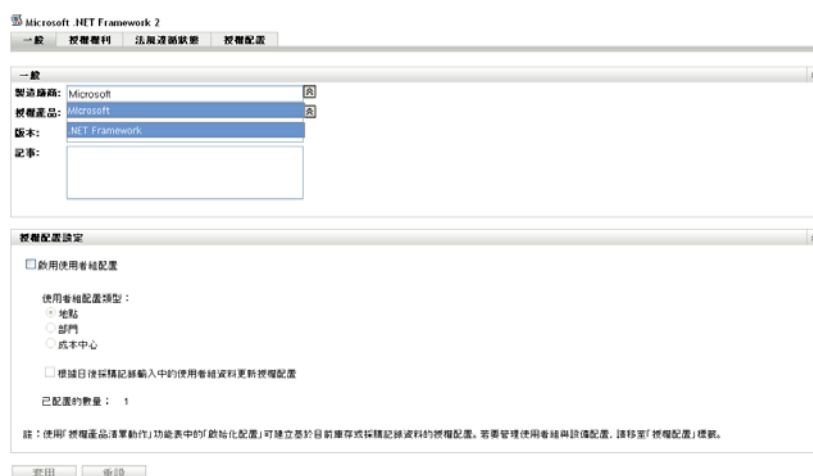 Microsoft .NET Framework 2
一般 授權權利 法規遵循狀態 授權配置
一般
製造廠商: Microsoft
授權產品: Microsoft
版本: .NET Framework
記事:
授權配置設定
啟用使用者組配置
使用者組配置類型：
地點
部門
成本中心
根據日後採購記錄輸入中的使用者組資料更新授權配置
已配置的數量： 1
註：使用「授權產品清單動作」功能表中的「啟始化配置」可建立基於目前庫存或採購記錄資料的授權配置。若要管理使用者組與設備配置，請移至「授權配置」標籤。
套用 重設